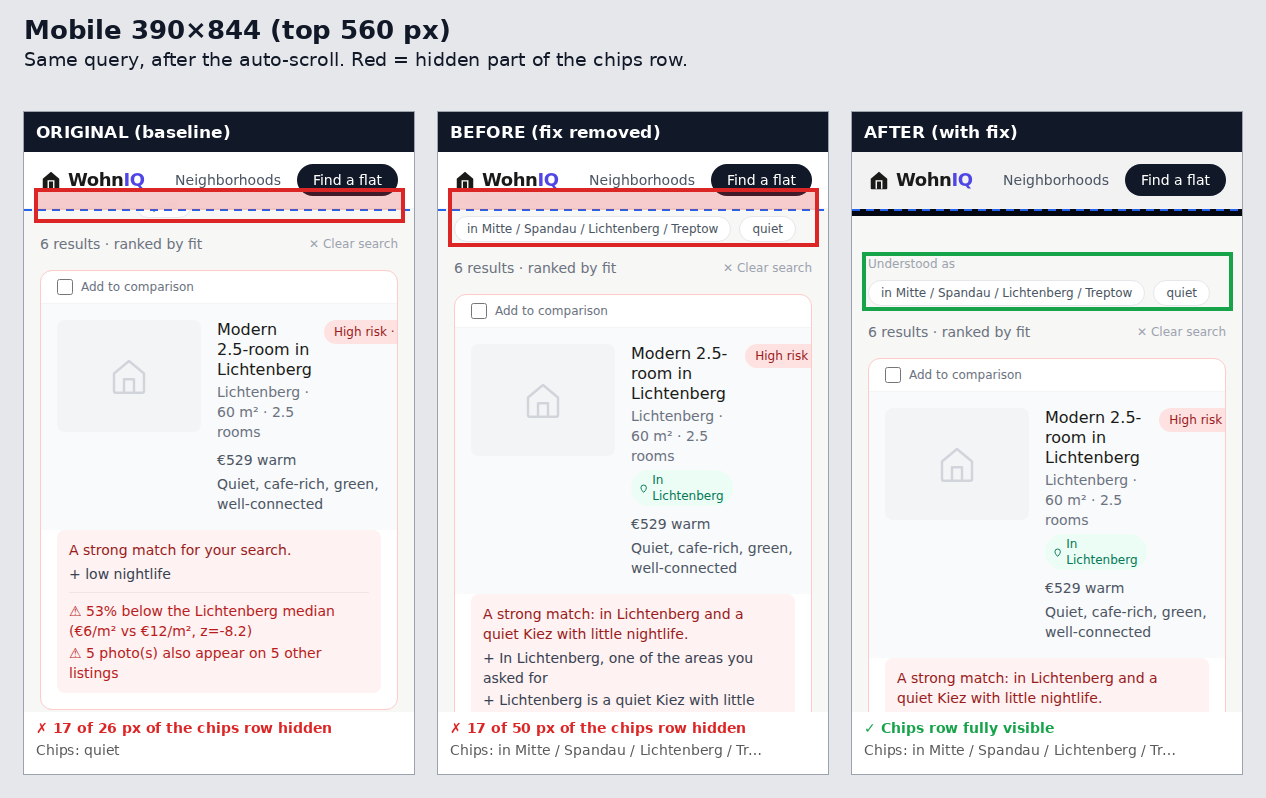 Mobile 390×844 (top 560 px)
Same query, after the auto-scroll. Red = hidden part of the chips row.
ORIGINAL (baseline)
WohnIQ
Neighborhoods
Find a flat
6 results · ranked by fit
✕ Clear search
Add to comparison
Modern
2.5-room in
Lichtenberg
High risk ·
Lichtenberg ·
60 m² · 2.5
rooms
€529 warm
Quiet, cafe-rich, green,
well-connected
A strong match for your search.
+ low nightlife
⚠ 53% below the Lichtenberg median
(€6/m² vs €12/m², z=-8.2)
⚠ 5 photo(s) also appear on 5 other
listings
✗ 17 of 26 px of the chips row hidden
Chips: quiet
BEFORE (fix removed)
WohnIQ
Neighborhoods
Find a flat
in Mitte / Spandau / Lichtenberg / Treptow
quiet
6 results · ranked by fit
✕ Clear search
Add to comparison
Modern 2.5-
room in
Lichtenberg
High risk
Lichtenberg ·
60 m² · 2.5
rooms
In
Lichtenberg
€529 warm
Quiet, cafe-rich, green,
well-connected
A strong match: in Lichtenberg and a
quiet Kiez with little nightlife.
+ In Lichtenberg, one of the areas you
asked for
+ Lichtenberg is a quiet Kiez with little
✗ 17 of 50 px of the chips row hidden
Chips: in Mitte / Spandau / Lichtenberg / Tr...
AFTER (with fix)
WohnIQ
Neighborhoods
Find a flat
Understood as
in Mitte / Spandau / Lichtenberg / Treptow
quiet
6 results · ranked by fit
✕ Clear search
Add to comparison
Modern 2.5-
room in
Lichtenberg
High risk
Lichtenberg ·
60 m² · 2.5
rooms
In
Lichtenberg
€529 warm
Quiet, cafe-rich, green,
well-connected
A strong match: in Lichtenberg and a
quiet Kiez with little nightlife.
✓ Chips row fully visible
Chips: in Mitte / Spandau / Lichtenberg / Tr...